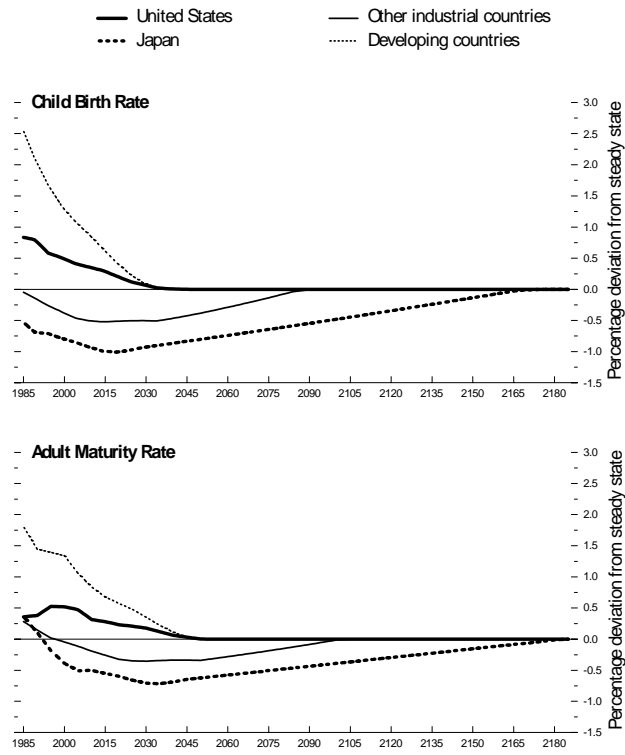 United States
Other industrial countries
Japan
Developing countries
Child Birth Rate
3.0
2.5
2.0
1.5
1.0
0.5
0.0
-0.5
-1.0
-1.5
Percentage deviation from steady state
1985 2000 2015 2030 2045 2060 2075 2090 2105 2120 2135 2150 2165 2180
Adult Maturity Rate
3.0
2.5
2.0
1.5
1.0
0.5
0.0
-0.5
-1.0
-1.5
Percentage deviation from steady state
1985 2000 2015 2030 2045 2060 2075 2090 2105 2120 2135 2150 2165 2180